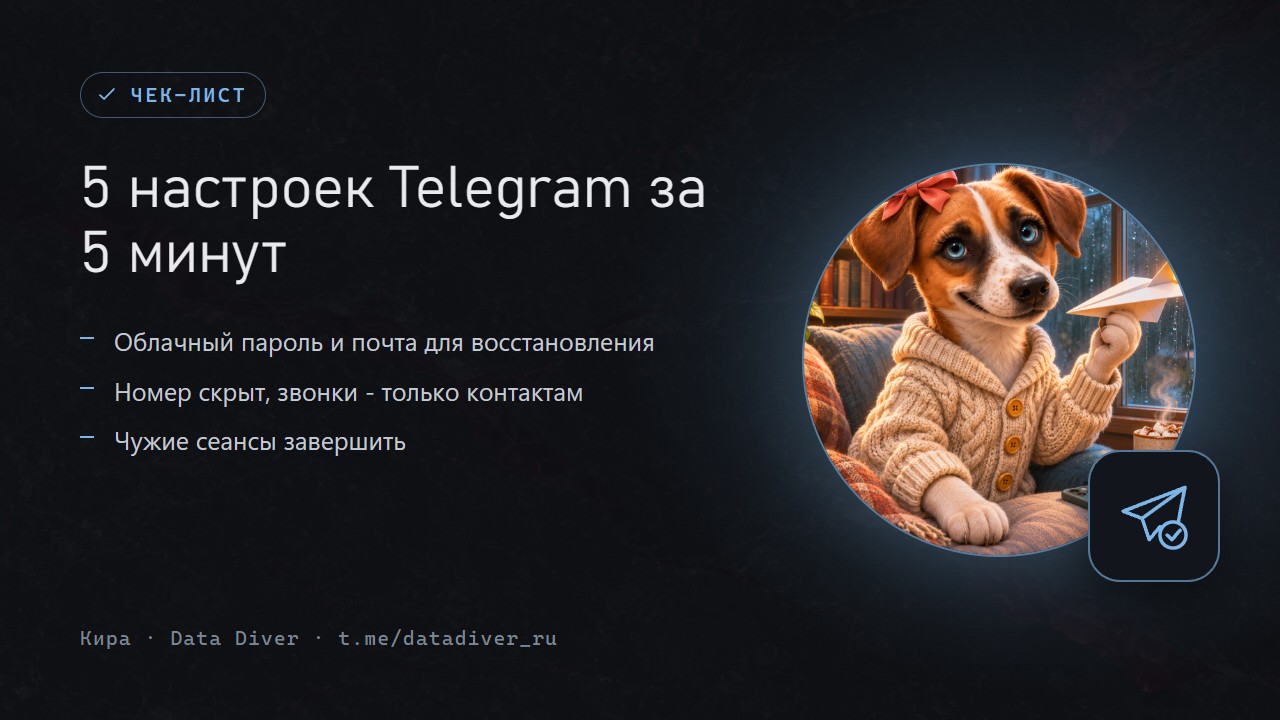 ЧЕК-ЛИСТ
5 настроек Telegram за
5 минут
Облачный пароль и почта для восстановления
Номер скрыт, звонки - только контактам
Чужие сеансы завершить
Кира · Data Diver · t.me/datadiver_ru